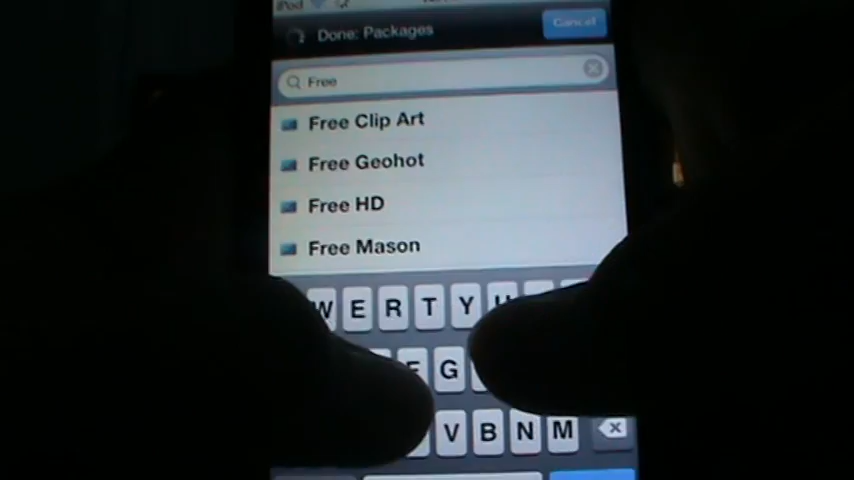 iPod
Done: Packages
Cancel
Free
Free Clip Art
Free Geohot
Free HD
Free Mason
W E R T Y U
F G
V B N M